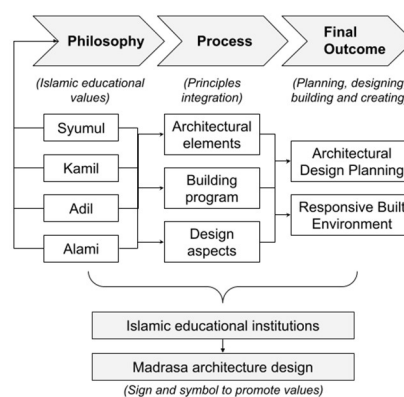 Philosophy
Process
Final
Outcome
(Islamic educational
values)
(Principles
integration)
(Planning, designing
building and creating
Syumul
Kamil
Adil
Alami
Architectural
elements
Building
program
Design
aspects
Architectural
Design Planning
Responsive Built
Environment
Islamic educational institutions
Madrasa architecture design
(Sign and symbol to promote values)